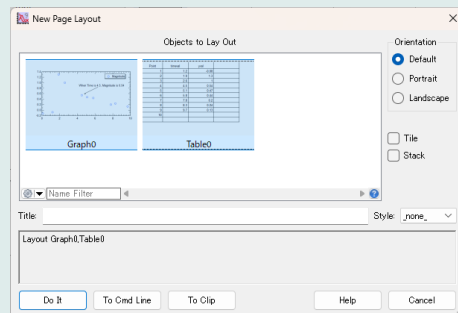 New Page Layout
Objects to Lay Out
Graph0
Table0
Name Filter
Orientation
Default
Portrait
Landscape
Tile
Stack
Title:
Style: _none_
Layout Graph0,Table0
Do It
To Cmd Line
To Clip
Help
Cancel